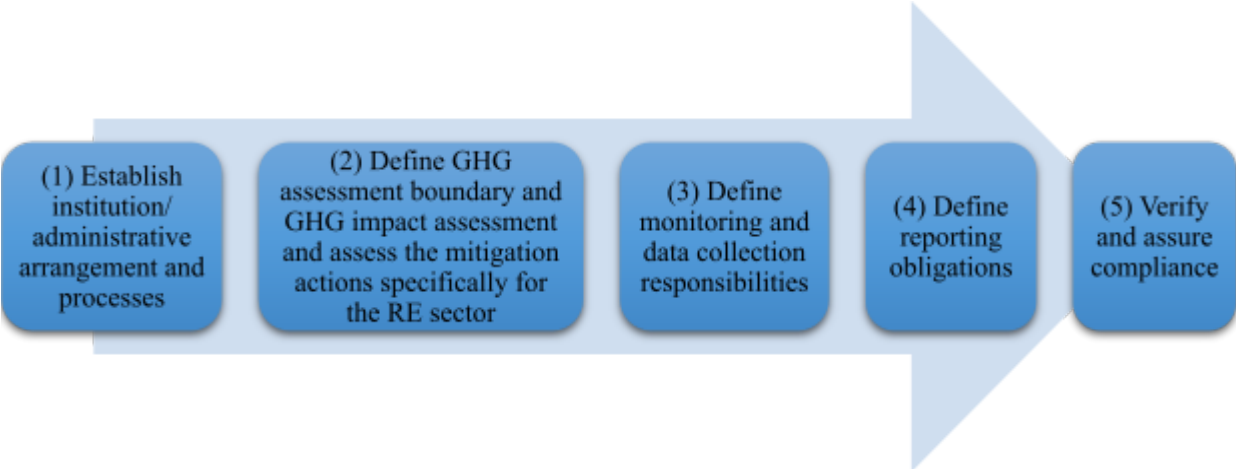 (1) Establish
institution/
administrative
arrangement and
processes
(2) Define GHG
assessment boundary and
GHG impact assessment
and assess the mitigation
actions specifically for
the RE sector
(3) Define
monitoring and
data collection
responsibilities
(4) Define
reporting
obligations
(5) Verify
and assure
compliance